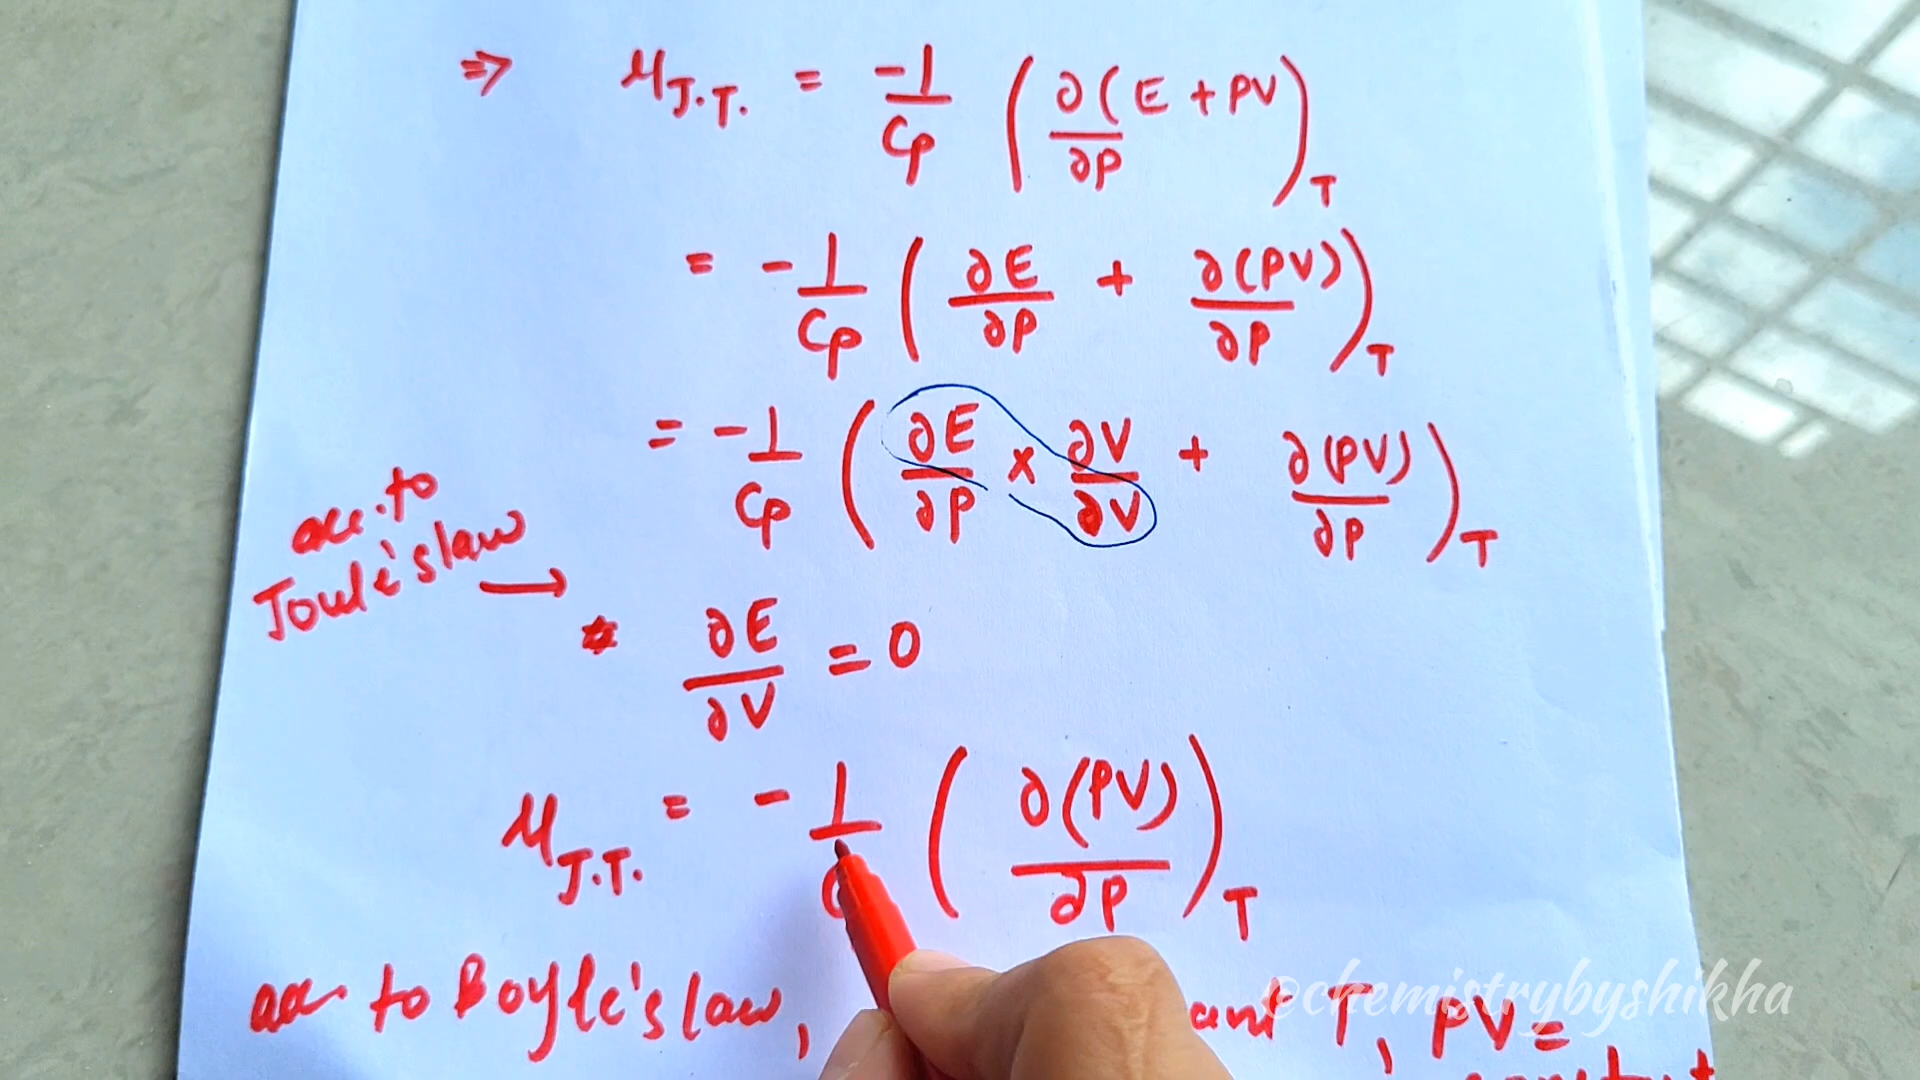 ⇒ μJ.T. = -1/Cp (∂(E + PV)/∂P)T
= -1/Cp (∂E/∂P + ∂(PV)/∂P)T
= -1/Cp (∂E/∂P × ∂V/∂V + ∂(PV)/∂P)T
acc. to
Joule's law →
* ∂E/∂V = 0
μJ.T. = -1/C (∂(PV)/∂P)T
acc to Boyle's law, T, PV =
@chemistrybyshikha